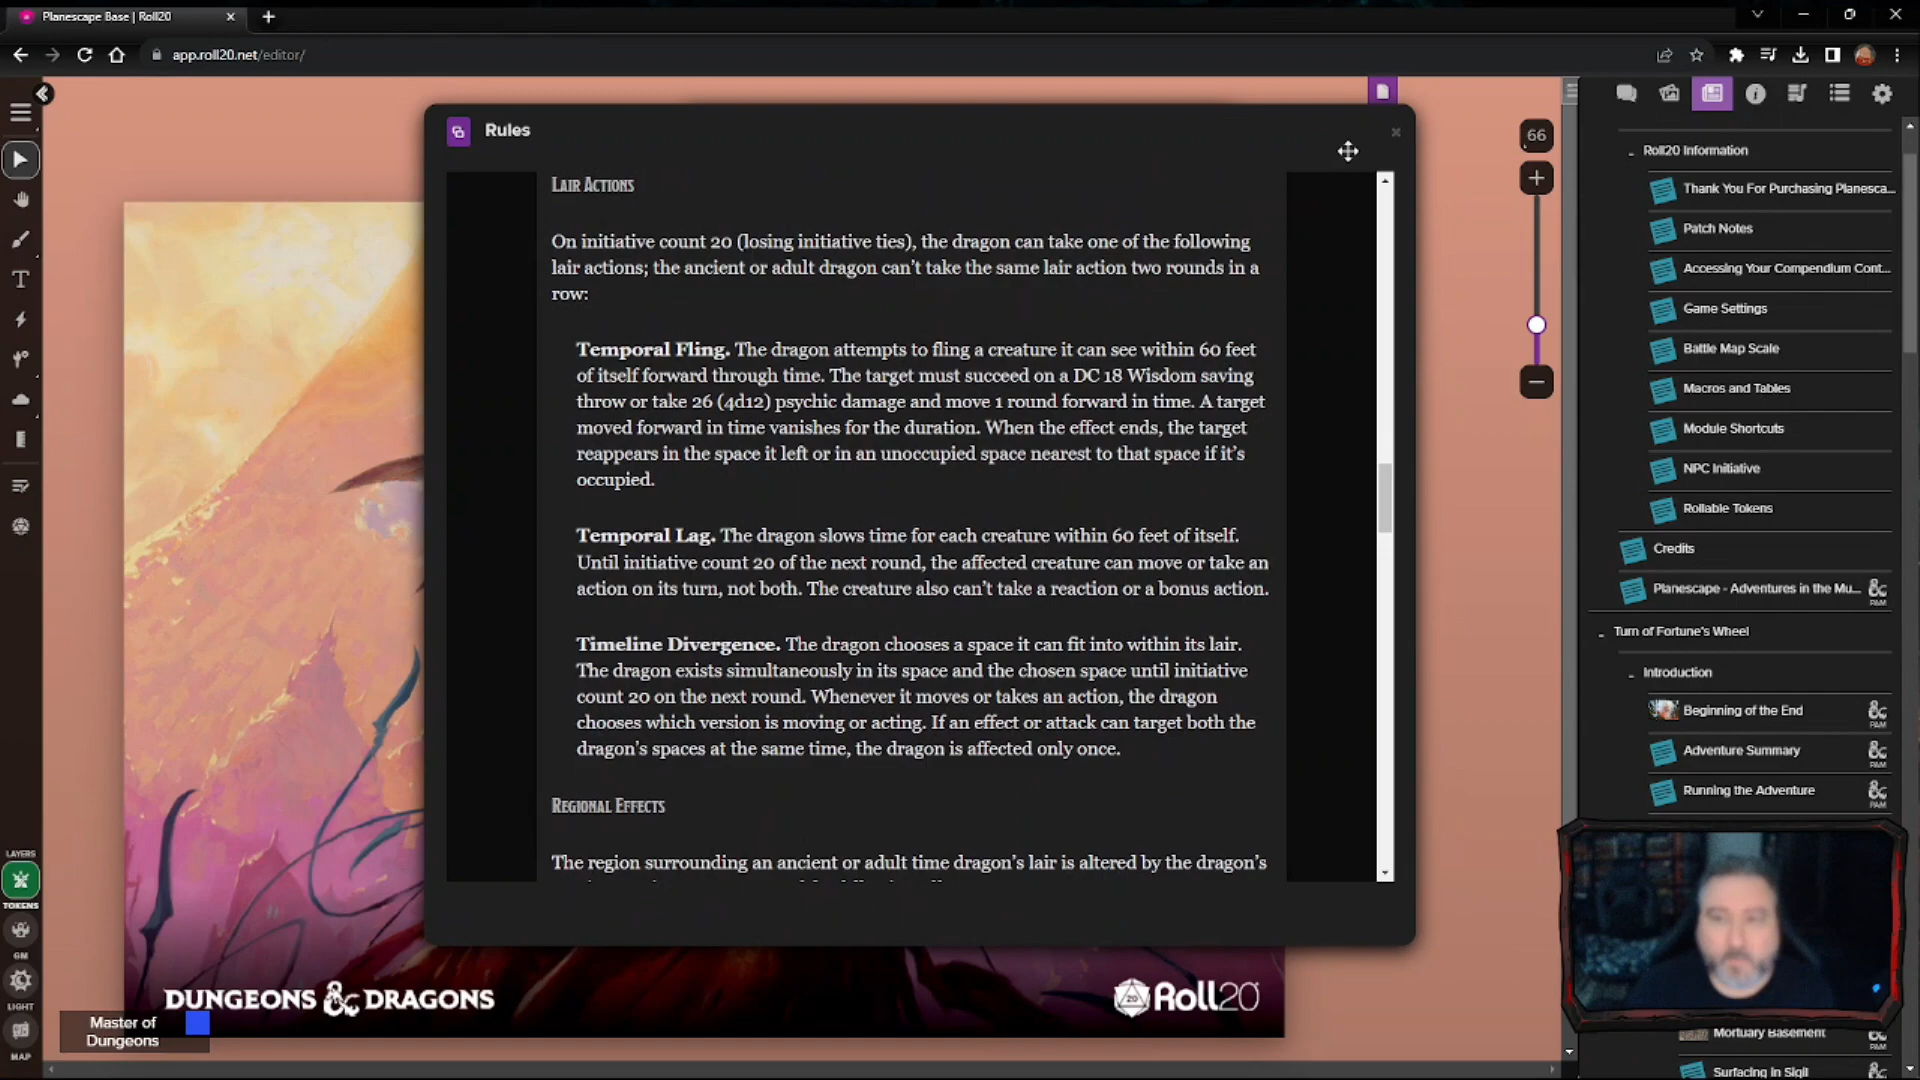 Planescape Base | Roll20
app.roll20.net/editor/
Rules
LAIR ACTIONS
On initiative count 20 (losing initiative ties), the dragon can take one of the following
lair actions; the ancient or adult dragon can't take the same lair action two rounds in a
row:
Temporal Fling. The dragon attempts to fling a creature it can see within 60 feet
of itself forward through time. The target must succeed on a DC 18 Wisdom saving
throw or take 26 (4d12) psychic damage and move 1 round forward in time. A target
moved forward in time vanishes for the duration. When the effect ends, the target
reappears in the space it left or in an unoccupied space nearest to that space if it's
occupied.
Temporal Lag. The dragon slows time for each creature within 60 feet of itself.
Until initiative count 20 of the next round, the affected creature can move or take an
action on its turn, not both. The creature also can't take a reaction or a bonus action.
Timeline Divergence. The dragon chooses a space it can fit into within its lair.
The dragon exists simultaneously in its space and the chosen space until initiative
count 20 on the next round. Whenever it moves or takes an action, the dragon
chooses which version is moving or acting. If an effect or attack can target both the
dragon's spaces at the same time, the dragon is affected only once.
REGIONAL EFFECTS
The region surrounding an ancient or adult time dragon's lair is altered by the dragon's
66
Roll20 Information
Thank You For Purchasing Planesca...
Patch Notes
Accessing Your Compendium Cont...
Game Settings
Battle Map Scale
Macros and Tables
Module Shortcuts
NPC Initiative
Rollable Tokens
Credits
Planescape - Adventures in the Mu...
PAM
Turn of Fortune's Wheel
Introduction
Beginning of the End
PAM
Adventure Summary
PAM
Running the Adventure
PAM
Mortuary Basement
PAM
Surfacing in Sigil
LAYERS
TOKENS
GM
LIGHT
MAP
DUNGEONS & DRAGONS
20 Roll20
Master of
Dungeons